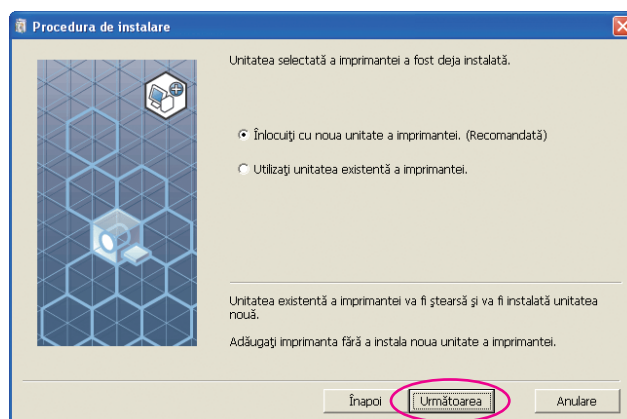 Procedura de instalare
Unitatea selectată a imprimantei a fost deja instalată.
Înlocuiţi cu noua unitate a imprimantei. (Recomandată)
Utilizaţi unitatea existentă a imprimantei.
Unitatea existentă a imprimantei va fi ştearsă şi va fi instalată unitatea
nouă.
Adăugaţi imprimanta fără a instala noua unitate a imprimantei.
Înapoi
Următoarea
Anulare